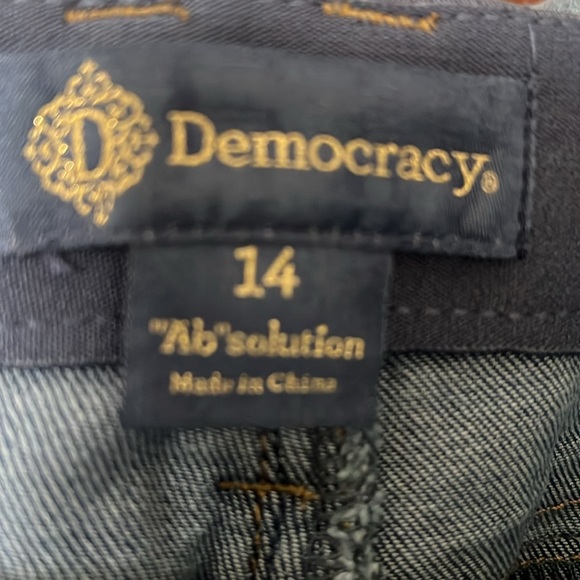 D Democracy®
14
"Ab"solution
Made in China